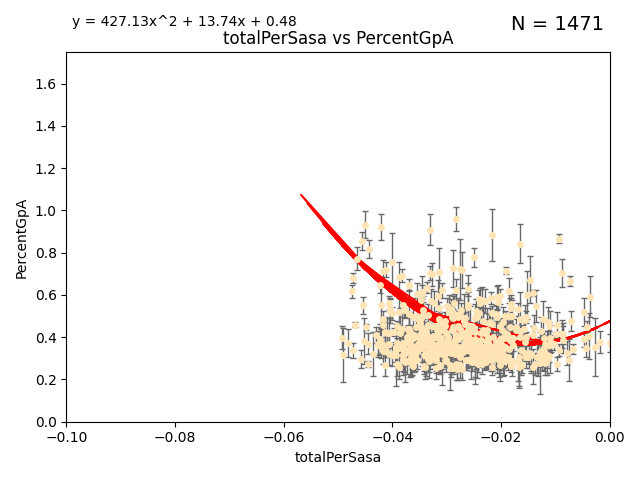 y = 427.13x^2 + 13.74x + 0.48
N = 1471
totalPerSasa vs PercentGpA
1.6
1.4
1.2
1.0
0.8
0.6
0.4
0.2
0.0
PercentGpA
−0.10 −0.08 −0.06 −0.04 −0.02 0.00
totalPerSasa